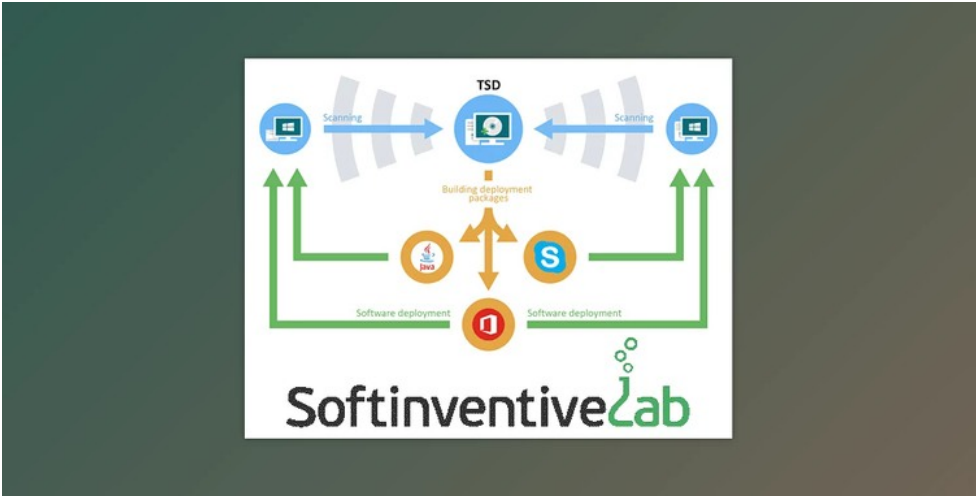 TSD
Scanning
Scanning
Building deployment
packages
Java
S
Software deployment
Software deployment
SoftinventiveLab